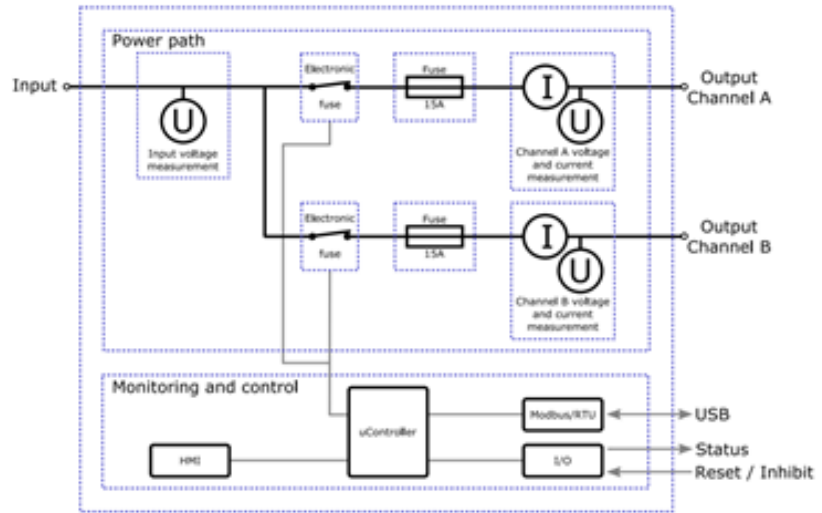 Power path
Input
Electronic
fuse
Fuse
15A
I
U
Output
Channel A
U
Input voltage
measurement
Channel A voltage
and current
measurement
Electronic
fuse
Fuse
15A
I
U
Output
Channel B
Channel B voltage
and current
measurement
Monitoring and control
uController
Modbus/RTU
USB
HMI
I/O
Status
Reset / Inhibit